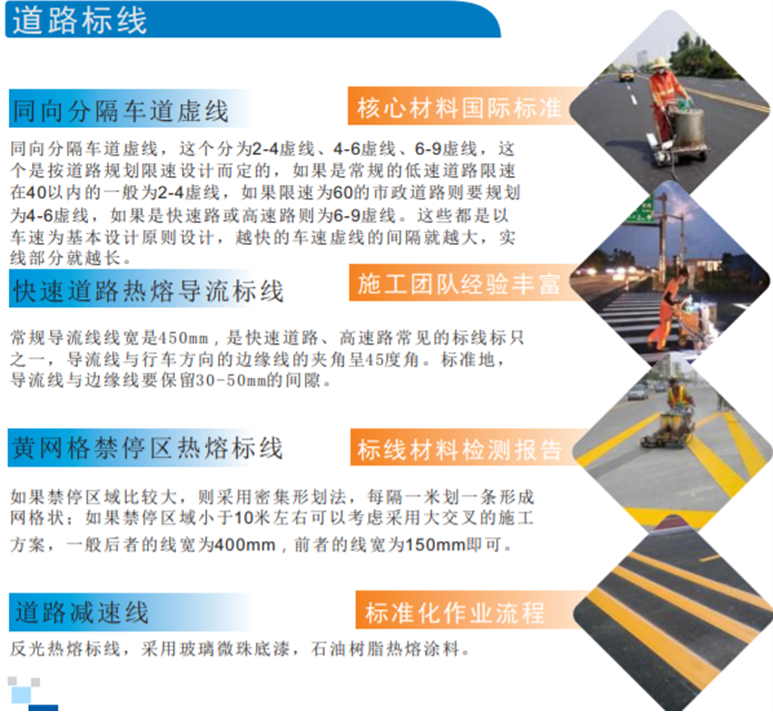 道路标线
同向分隔车道虚线
核心材料国际标准
同向分隔车道虚线，这个分为2-4虚线、4-6虚线、6-9虚线，这
个是按道路规划限速设计而定的，如果是常规的低速道路限速
在40以内的一般为2-4虚线，如果限速为60的市政道路则要规划
为4-6虚线，如果是快速路或高速路则为6-9虚线。这些都是以
车速为基本设计原则设计，越快的车速虚线的间隔就越大，实
线部分就越长。
快速道路热熔导流标线
施工团队经验丰富
常规导流线线宽是450mm，是快速道路、高速路常见的标线标只
之一，导流线与行车方向的边缘线的夹角呈45度角。标准地，
导流线与边缘线要保留30-50mm的间隙。
黄网格禁停区热熔标线
标线材料检测报告
如果禁停区域比较大，则采用密集形划法，每隔一米划一条形成
网格状；如果禁停区域小于10米左右可以考虑采用大交叉的施工
方案，一般后者的线宽为400mm，前者的线宽为150mm即可。
道路减速线
标准化作业流程
反光热熔标线，采用玻璃微珠底漆，石油树脂热熔涂料。